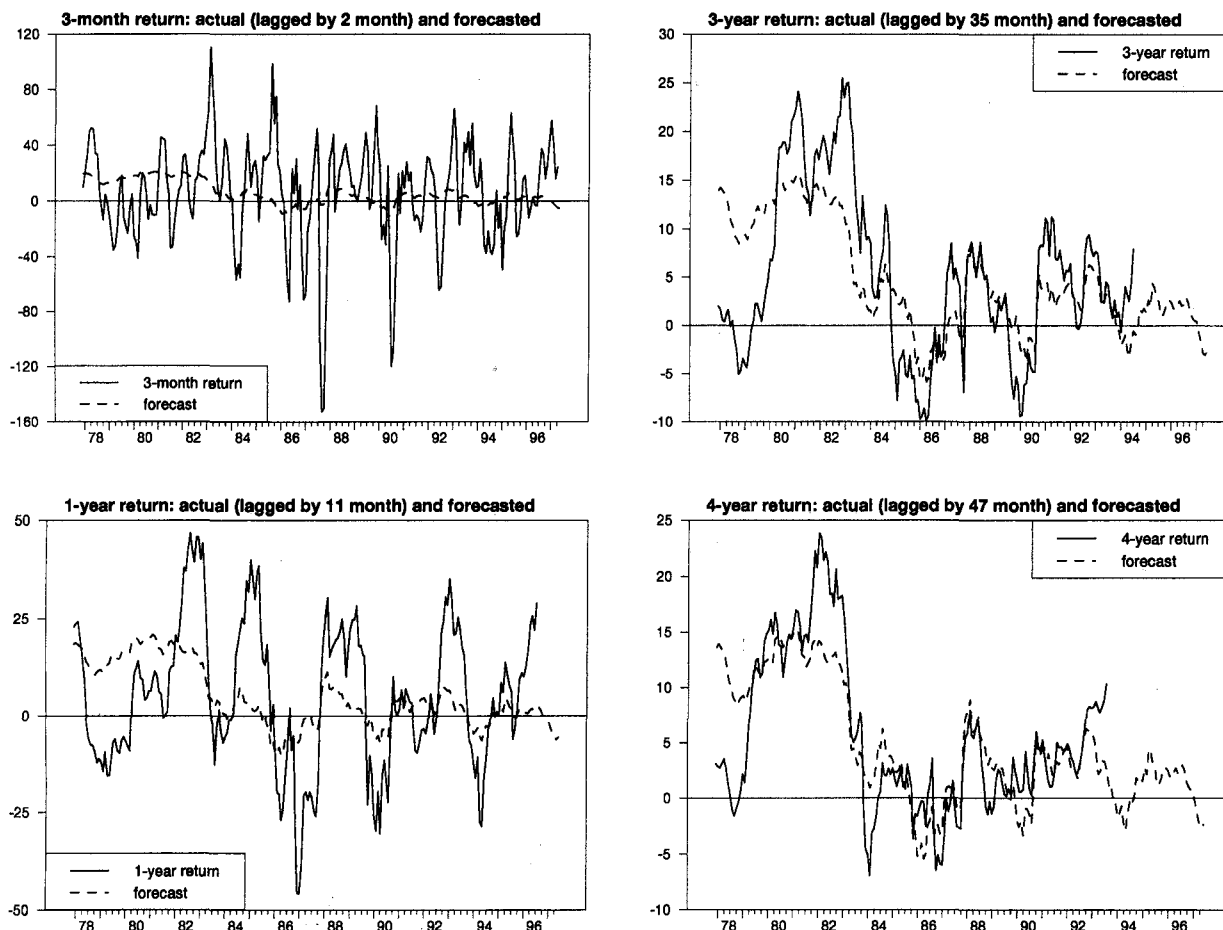 3-month return: actual (lagged by 2 month) and forecasted
120
80
40
0
-40
-80
-120
-160
3-month return
forecast
78 80 82 84 86 88 90 92 94 96
3-year return: actual (lagged by 35 month) and forecasted
30
25
20
15
10
5
0
-5
-10
3-year return
forecast
78 80 82 84 86 88 90 92 94 96
1-year return: actual (lagged by 11 month) and forecasted
50
25
0
-25
-50
1-year return
forecast
78 80 82 84 86 88 90 92 94 96
4-year return: actual (lagged by 47 month) and forecasted
25
20
15
10
5
0
-5
-10
4-year return
forecast
78 80 82 84 86 88 90 92 94 96